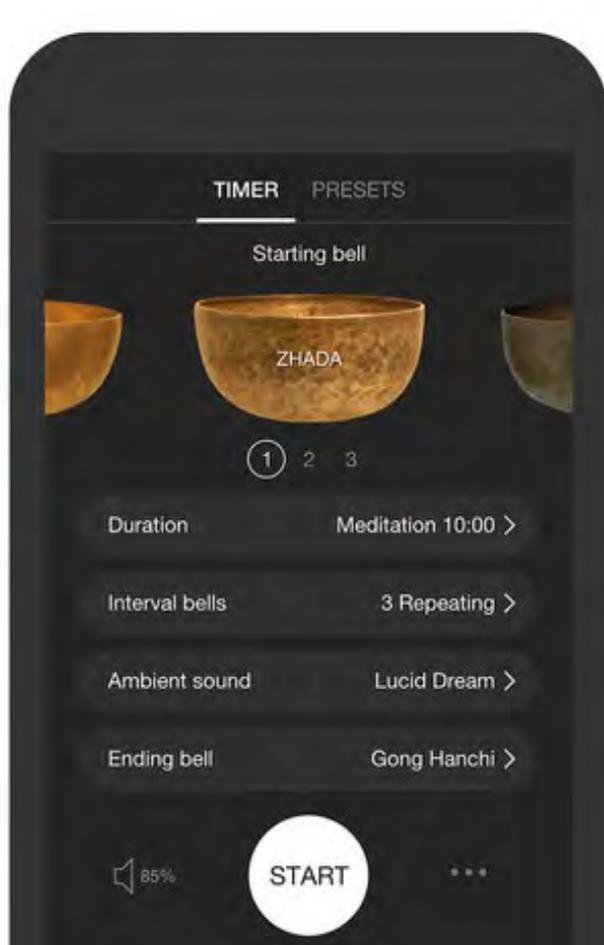 TIMER PRESETS
Starting bell
ZHADA
1 2 3
Duration Meditation 10:00 >
Interval bells 3 Repeating >
Ambient sound Lucid Dream >
Ending bell Gong Hanchi >
85% START •••